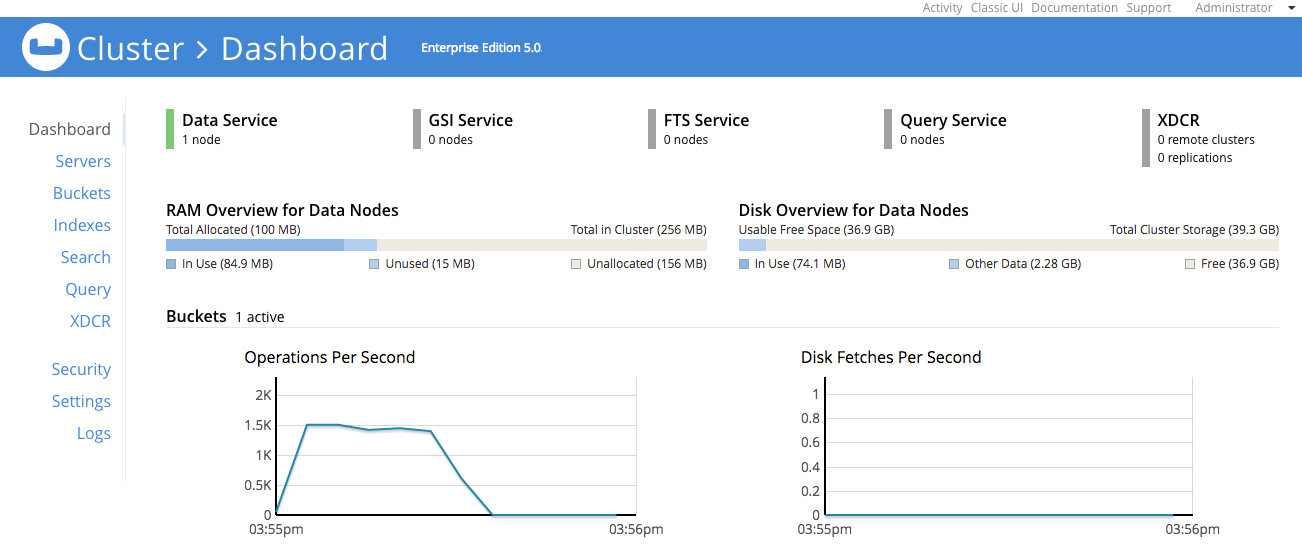 Activity Classic UI Documentation Support Administrator
Cluster > Dashboard Enterprise Edition 5.0
Dashboard
Servers
Buckets
Indexes
Search
Query
XDCR
Security
Settings
Logs
Data Service
1 node
GSI Service
0 nodes
FTS Service
0 nodes
Query Service
0 nodes
XDCR
0 remote clusters
0 replications
RAM Overview for Data Nodes
Total Allocated (100 MB) Total in Cluster (256 MB)
In Use (84.9 MB) Unused (15 MB) Unallocated (156 MB)
Disk Overview for Data Nodes
Usable Free Space (36.9 GB) Total Cluster Storage (39.3 GB)
In Use (74.1 MB) Other Data (2.28 GB) Free (36.9 GB)
Buckets 1 active
Operations Per Second
2K
1.5K
1K
0.5K
0
03:55pm 03:56pm
Disk Fetches Per Second
1
0.8
0.6
0.4
0.2
0
03:55pm 03:56pm